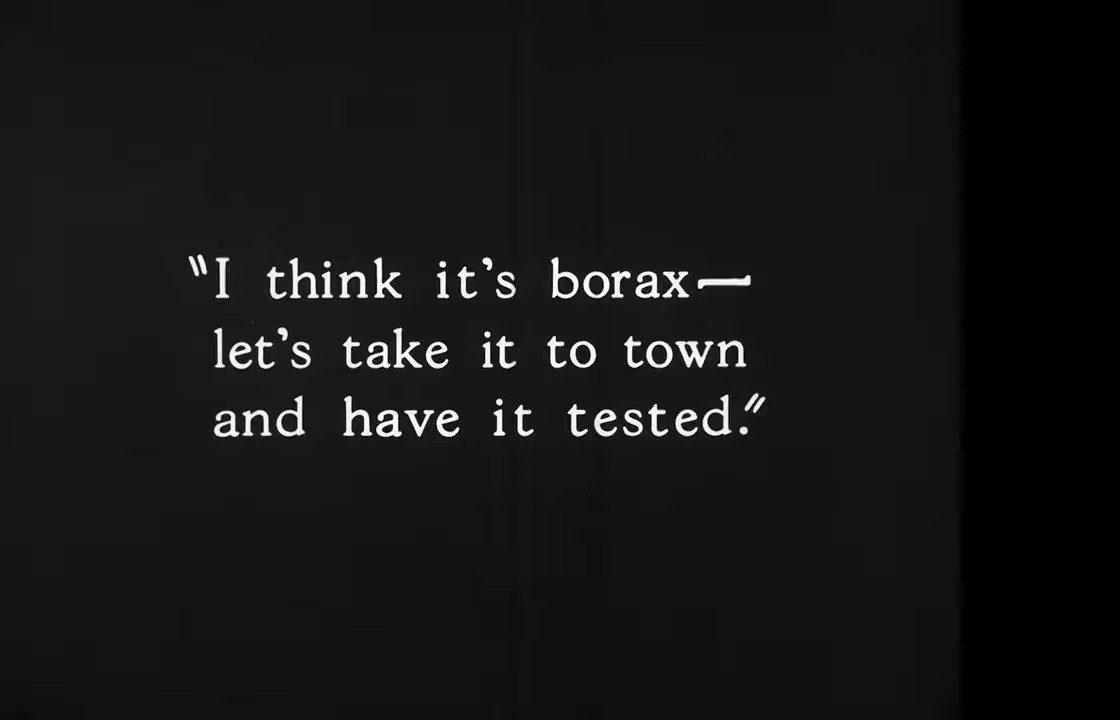 "I think it's borax—
let's take it to town
and have it tested."